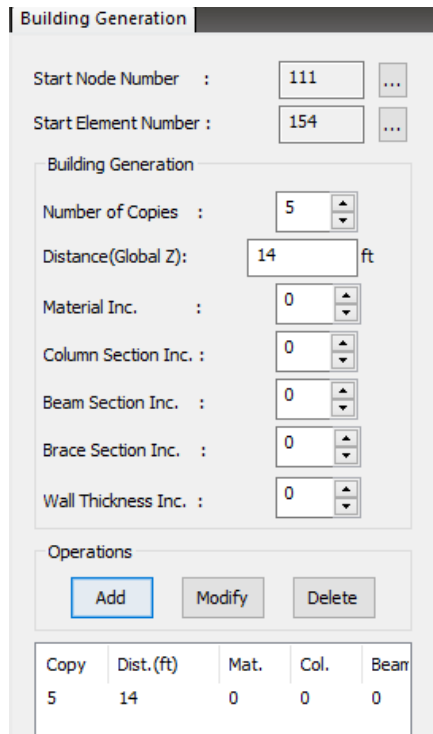 Building Generation
Start Node Number : 111 ...
Start Element Number : 154 ...
Building Generation
Number of Copies : 5
Distance(Global Z): 14 ft
Material Inc. : 0
Column Section Inc. : 0
Beam Section Inc. : 0
Brace Section Inc. : 0
Wall Thickness Inc. : 0
Operations
Add Modify Delete
Copy Dist.(ft) Mat. Col. Beam
5 14 0 0 0